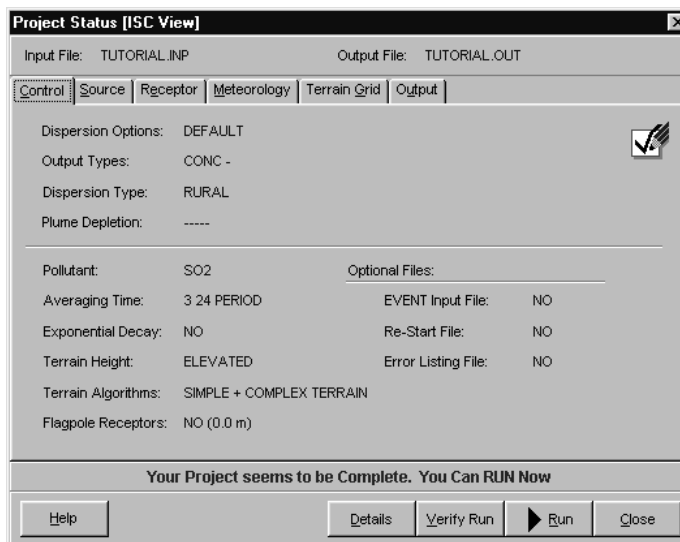 Project Status [ISC View]
Input File: TUTORIAL.INP Output File: TUTORIAL.OUT
Control Source Receptor Meteorology Terrain Grid Output
Dispersion Options: DEFAULT
Output Types: CONC -
Dispersion Type: RURAL
Plume Depletion: -----
Pollutant: SO2 Optional Files:
Averaging Time: 3 24 PERIOD EVENT Input File: NO
Exponential Decay: NO Re-Start File: NO
Terrain Height: ELEVATED Error Listing File: NO
Terrain Algorithms: SIMPLE + COMPLEX TERRAIN
Flagpole Receptors: NO (0.0 m)
Your Project seems to be Complete. You Can RUN Now
Help Details Verify Run Run Close